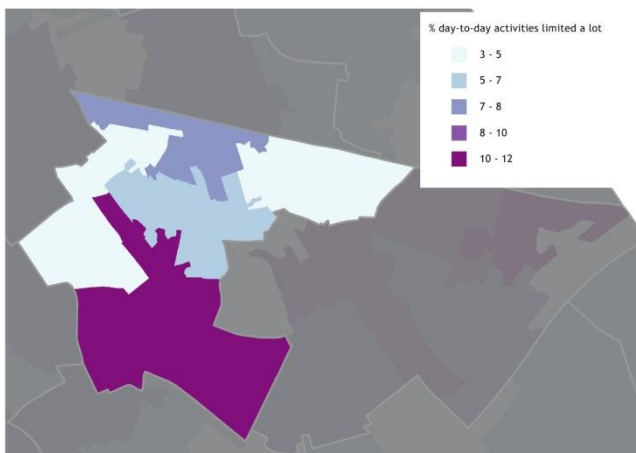 % day-to-day activities limited a lot
3 - 5
5 - 7
7 - 8
8 - 10
10 - 12